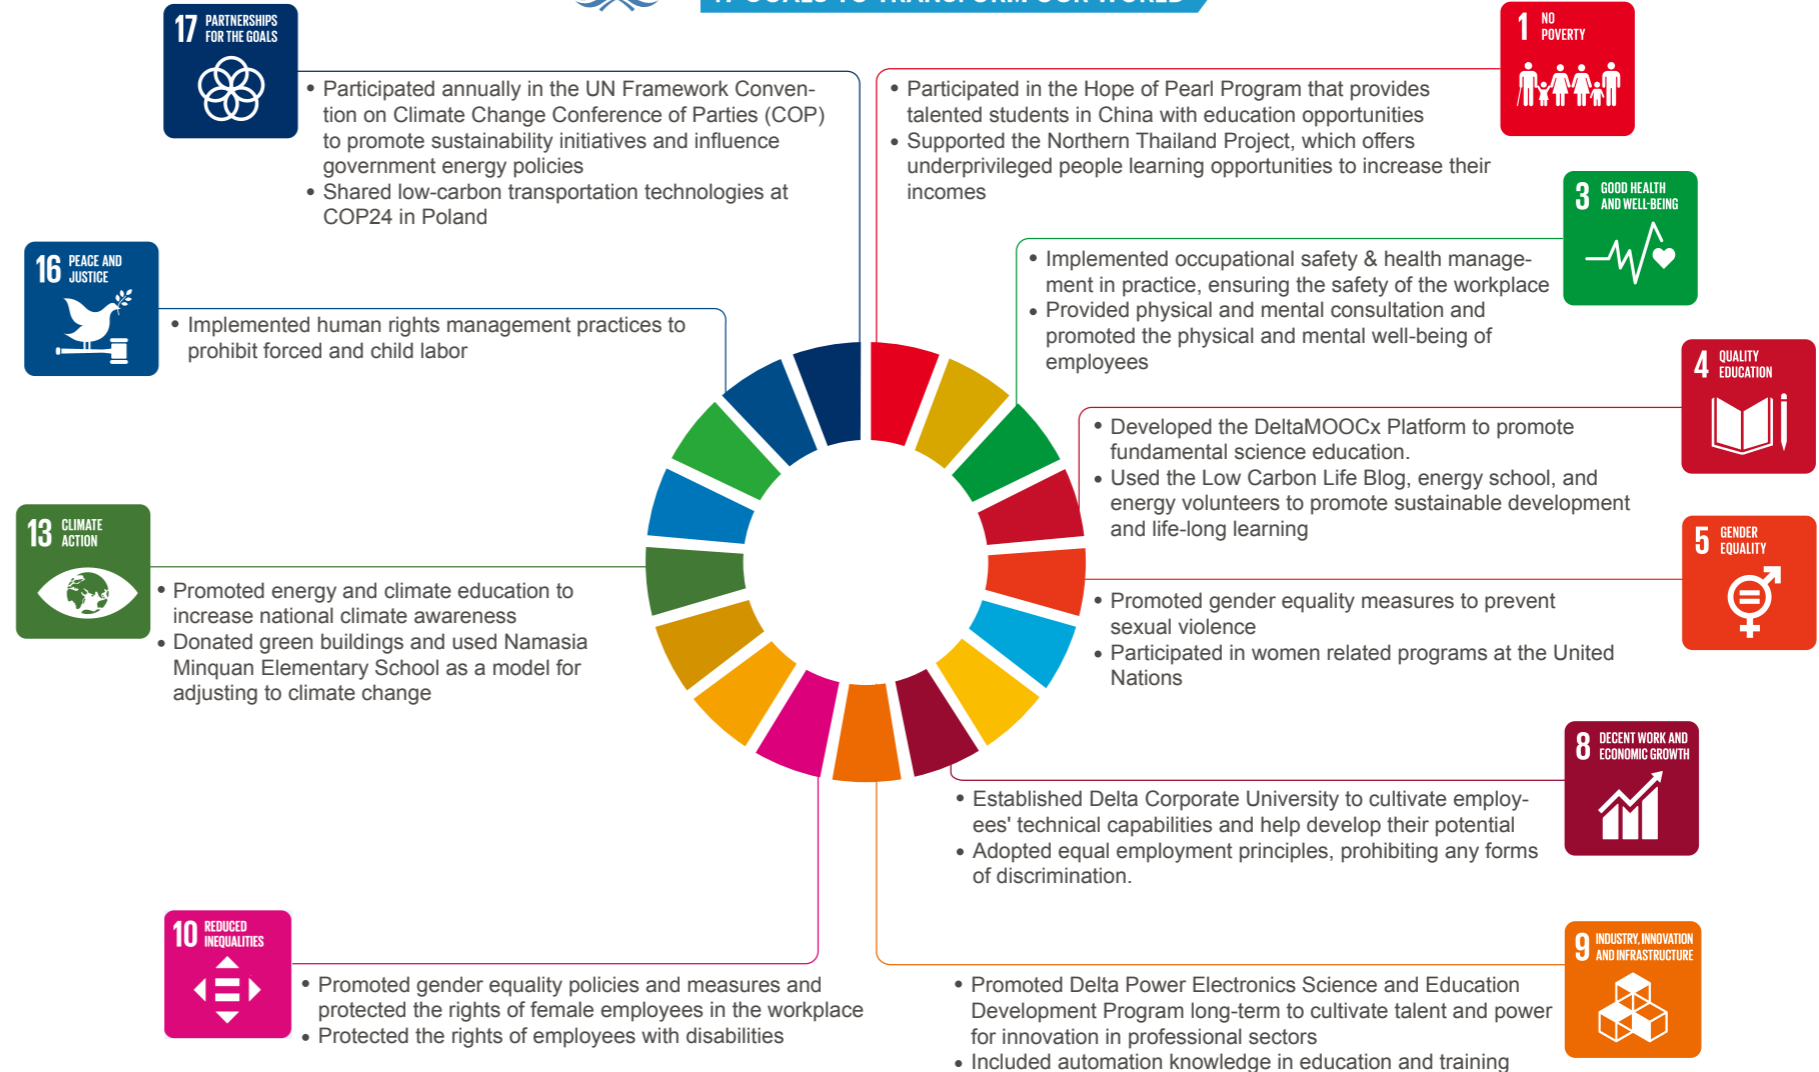 17 GOALS TO TRANSFORM OUR WORLD
17 PARTNERSHIPS
FOR THE GOALS
• Participated annually in the UN Framework Conven-
tion on Climate Change Conference of Parties (COP)
to promote sustainability initiatives and influence
government energy policies
• Shared low-carbon transportation technologies at
COP24 in Poland
1 NO
POVERTY
• Participated in the Hope of Pearl Program that provides
talented students in China with education opportunities
• Supported the Northern Thailand Project, which offers
underprivileged people learning opportunities to increase their
incomes
16 PEACE AND
JUSTICE
• Implemented human rights management practices to
prohibit forced and child labor
3 GOOD HEALTH
AND WELL-BEING
• Implemented occupational safety & health manage-
ment in practice, ensuring the safety of the workplace
• Provided physical and mental consultation and
promoted the physical and mental well-being of
employees
4 QUALITY
EDUCATION
• Developed the DeltaMOOCx Platform to promote
fundamental science education.
• Used the Low Carbon Life Blog, energy school, and
energy volunteers to promote sustainable development
and life-long learning
13 CLIMATE
ACTION
• Promoted energy and climate education to
increase national climate awareness
• Donated green buildings and used Namasia
Minquan Elementary School as a model for
adjusting to climate change
5 GENDER
EQUALITY
• Promoted gender equality measures to prevent
sexual violence
• Participated in women related programs at the United
Nations
8 DECENT WORK AND
ECONOMIC GROWTH
• Established Delta Corporate University to cultivate employ-
ees' technical capabilities and help develop their potential
• Adopted equal employment principles, prohibiting any forms
of discrimination.
10 REDUCED
INEQUALITIES
• Promoted gender equality policies and measures and
protected the rights of female employees in the workplace
• Protected the rights of employees with disabilities
9 INDUSTRY, INNOVATION
AND INFRASTRUCTURE
• Promoted Delta Power Electronics Science and Education
Development Program long-term to cultivate talent and power
for innovation in professional sectors
• Included automation knowledge in education and training